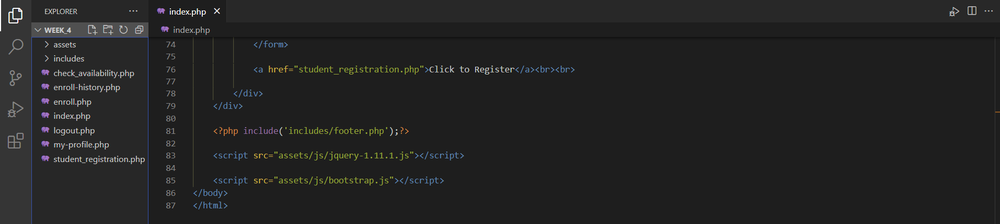 EXPLORER
index.php
WEEK_4
index.php
assets
includes
check_availability.php
enroll-history.php
enroll.php
index.php
logout.php
my-profile.php
student_registration.php
74 </form>
75
76 <a href="student_registration.php">Click to Register</a><br><br>
77
78 </div>
79 </div>
80
81 <?php include('includes/footer.php');?>
82
83 <script src="assets/js/jquery-1.11.1.js"></script>
84
85 <script src="assets/js/bootstrap.js"></script>
86 </body>
87 </html>